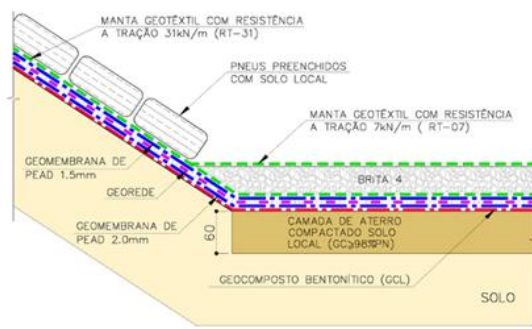 MANTA GEOTÊXTIL COM RESISTÊNCIA
A TRAÇÃO 31kN/m (RT-31)
PNEUS PREENCHIDOS
COM SOLO LOCAL
MANTA GEOTÊXTIL COM RESISTÊNCIA
A TRAÇÃO 7kN/m ( RT-07)
GEOMEMBRANA DE
PEAD 1.5mm
GEOREDE
BRITA 4
GEOMEMBRANA DE
PEAD 2.0mm
60
CAMADA DE ATERRO
COMPACTADO SOLO
LOCAL (GC≥98%PN)
GEOCOMPOSTO BENTONÍTICO (GCL)
SOLO